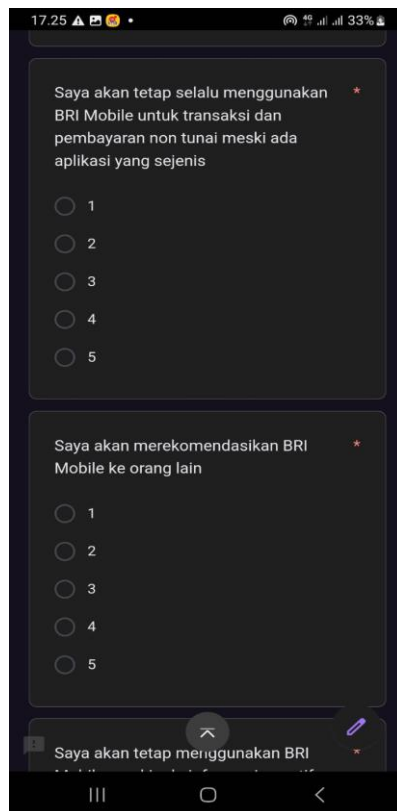 17.25
4G 33%
Saya akan tetap selalu menggunakan *
BRI Mobile untuk transaksi dan
pembayaran non tunai meski ada
aplikasi yang sejenis
1
2
3
4
5
Saya akan merekomendasikan BRI *
Mobile ke orang lain
1
2
3
4
5
Saya akan tetap menggunakan BRI *